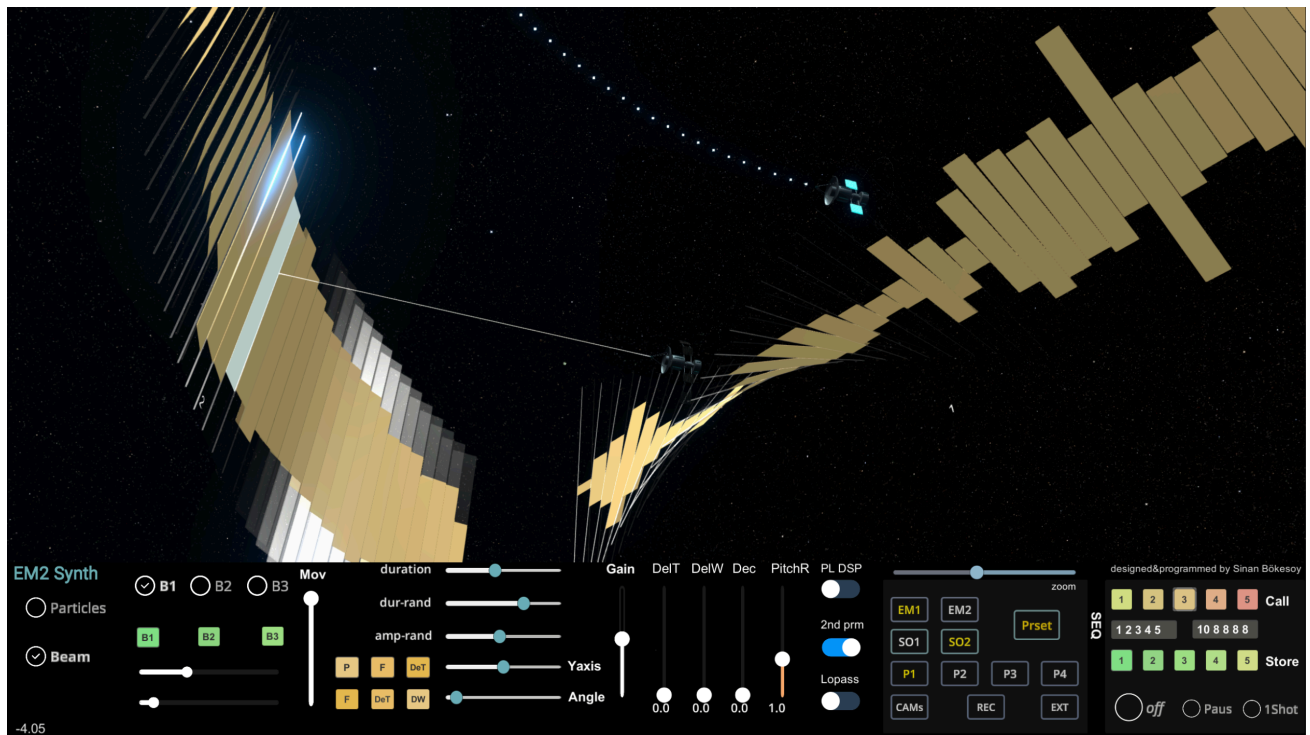 EM2 Synth
Particles
Beam
-4.05
B1 B2 B3
B1 B2 B3
Mov
duration
dur-rand
amp-rand
P F DeT Yaxis
F DeT DW Angle
Gain DelT DelW Dec PitchR
0.0 0.0 0.0 1.0
PL DSP
2nd prm
Lopass
zoom
EM1 EM2 Prset
SO1 SO2
P1 P2 P3 P4
CAMs REC EXT
SEQ
designed&programmed by Sinan Bökesoy
1 2 3 4 5 Call
1 2 3 4 5 10 8 8 8 8
1 2 3 4 5 Store
off Paus 1Shot